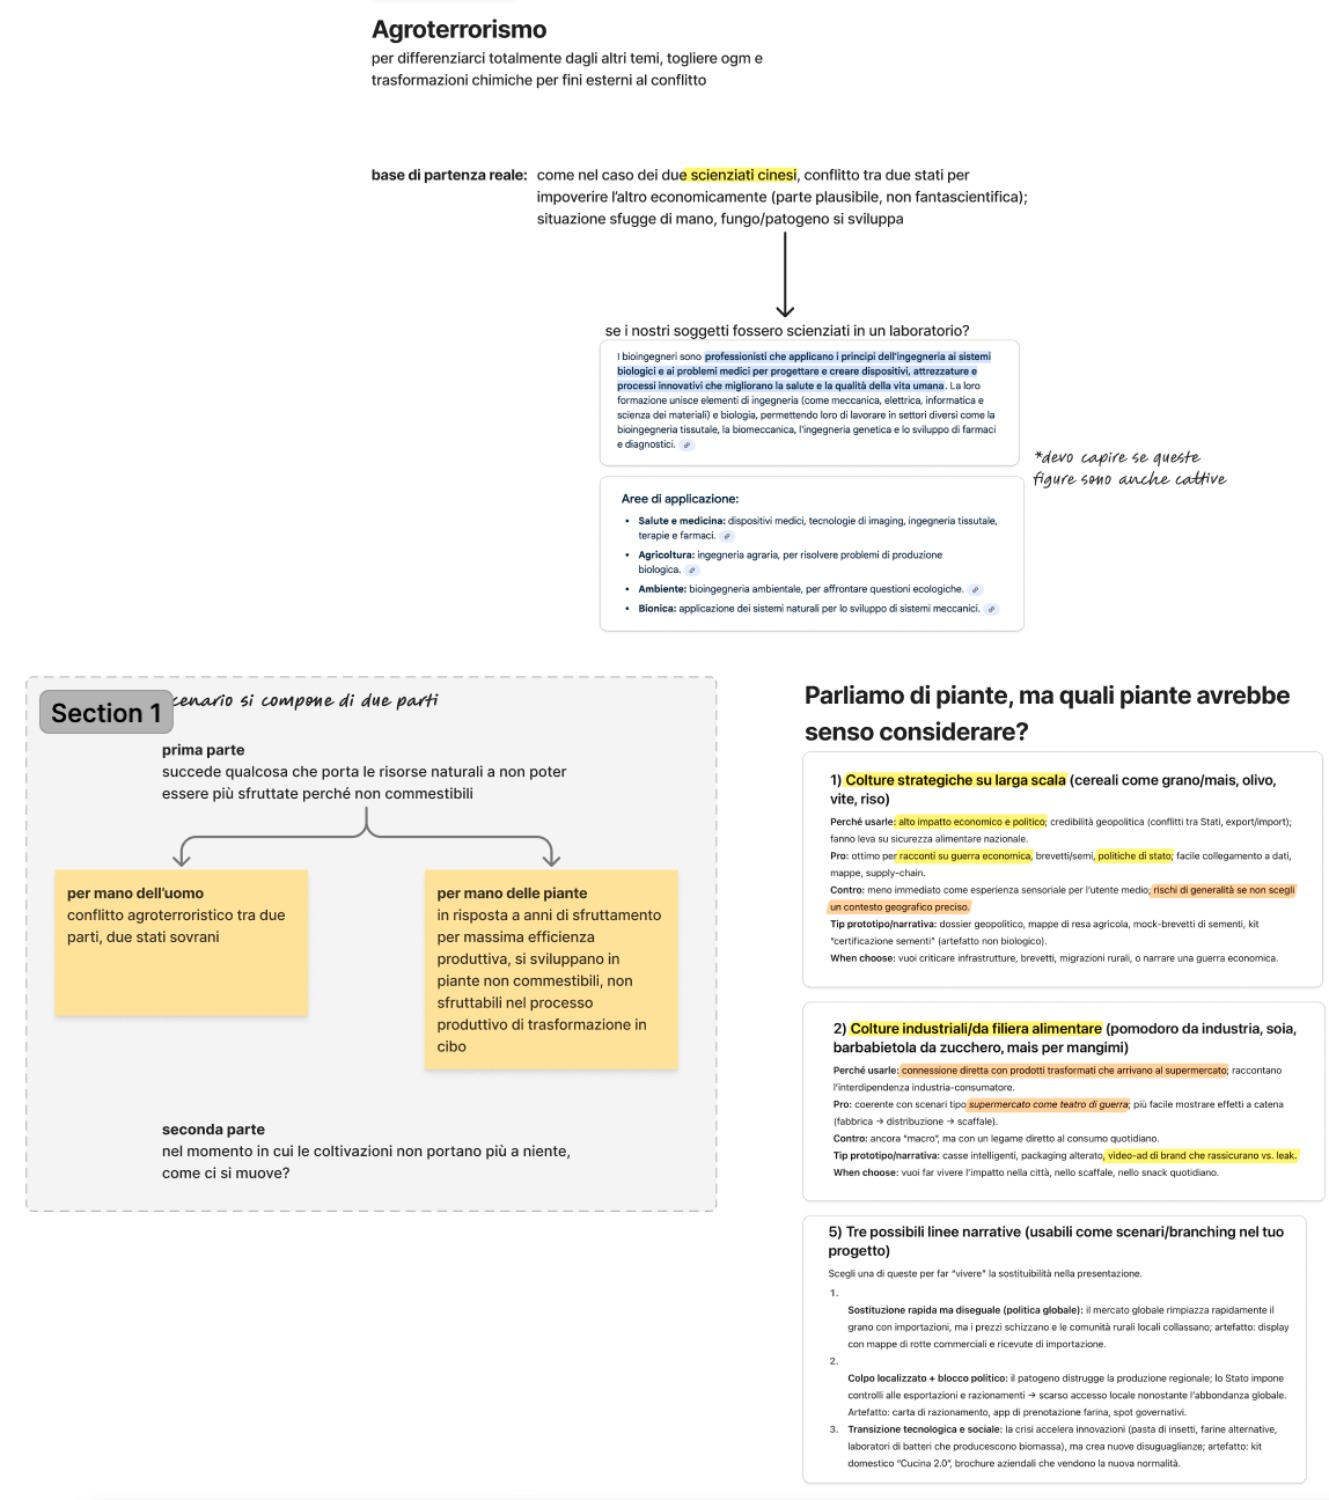 Agroterrorismo
per differenziarci totalmente dagli altri temi, togliere ogm e
trasformazioni chimiche per fini esterni al conflitto
base di partenza reale: come nel caso dei due scienziati cinesi, conflitto tra due stati per
impoverire l'altro economicamente (parte plausibile, non fantascientifica);
situazione sfugge di mano, fungo/patogeno si sviluppa
se i nostri soggetti fossero scienziati in un laboratorio?
I bioingegneri sono professionisti che applicano i principi dell'ingegneria ai sistemi
biologici e ai problemi medici per progettare e creare dispositivi, attrezzature e
processi innovativi che migliorano la salute e la qualità della vita umana. La loro
formazione unisce elementi di ingegneria (come meccanica, elettrica, informatica e
scienza dei materiali) e biologia, permettendo loro di lavorare in settori diversi come la
bioingegneria tissutale, la biomeccanica, l'ingegneria genetica e lo sviluppo di farmaci
e diagnostici.
*devo capire se queste
figure sono anche cattive
Aree di applicazione:
• Salute e medicina: dispositivi medici, tecnologie di imaging, ingegneria tissutale,
terapie e farmaci.
• Agricoltura: ingegneria agraria, per risolvere problemi di produzione
biologica.
• Ambiente: bioingegneria ambientale, per affrontare questioni ecologiche.
• Bionica: applicazione dei sistemi naturali per lo sviluppo di sistemi meccanici.
Section 1
cenario si compone di due parti
prima parte
succede qualcosa che porta le risorse naturali a non poter
essere più sfruttate perché non commestibili
per mano dell'uomo
conflitto agroterroristico tra due
parti, due stati sovrani
per mano delle piante
in risposta a anni di sfruttamento
per massima efficienza
produttiva, si sviluppano in
piante non commestibili, non
sfruttabili nel processo
produttivo di trasformazione in
cibo
seconda parte
nel momento in cui le coltivazioni non portano più a niente,
come ci si muove?
Parliamo di piante, ma quali piante avrebbe
senso considerare?
1) Colture strategiche su larga scala (cereali come grano/mais, olivo,
vite, riso)
Perché usarle: alto impatto economico e politico; credibilità geopolitica (conflitti tra Stati, export/import);
fanno leva su sicurezza alimentare nazionale.
Pro: ottimo per racconti su guerra economica, brevetti/semi, politiche di stato; facile collegamento a dati,
mappe, supply-chain.
Contro: meno immediato come esperienza sensoriale per l'utente medio; rischi di generalità se non scegli
un contesto geografico preciso.
Tip prototipo/narrativa: dossier geopolitico, mappe di resa agricola, mock-brevetti di sementi, kit
"certificazione sementi" (artefatto non biologico).
When choose: vuoi criticare infrastrutture, brevetti, migrazioni rurali, o narrare una guerra economica.
2) Colture industriali/da filiera alimentare (pomodoro da industria, soia,
barbabietola da zucchero, mais per mangimi)
Perché usarle: connessione diretta con prodotti trasformati che arrivano al supermercato; raccontano
l'interdipendenza industria-consumatore.
Pro: coerente con scenari tipo supermercato come teatro di guerra; più facile mostrare effetti a catena
(fabbrica → distribuzione → scaffale).
Contro: ancora "macro", ma con un legame diretto al consumo quotidiano.
Tip prototipo/narrativa: casse intelligenti, packaging alterato, video-ad di brand che rassicurano vs. leak.
When choose: vuoi far vivere l'impatto nella città, nello scaffale, nello snack quotidiano.
5) Tre possibili linee narrative (usabili come scenari/branching nel tuo
progetto)
Scegli una di queste per far "vivere" la sostituibilità nella presentazione.
1.
Sostituzione rapida ma diseguale (politica globale): il mercato globale rimpiazza rapidamente il
grano con importazioni, ma i prezzi schizzano e le comunità rurali locali collassano; artefatto: display
con mappe di rotte commerciali e ricevute di importazione.
2.
Colpo localizzato + blocco politico: il patogeno distrugge la produzione regionale; lo Stato impone
controlli alle esportazioni e razionamenti → scarso accesso locale nonostante l'abbondanza globale.
Artefatto: carta di razionamento, app di prenotazione farina, spot governativi.
3. Transizione tecnologica e sociale: la crisi accelera innovazioni (pasta di insetti, farine alternative,
laboratori di batteri che producescono biomassa), ma crea nuove disuguaglianze; artefatto: kit
domestico "Cucina 2.0", brochure aziendali che vendono la nuova normalità.